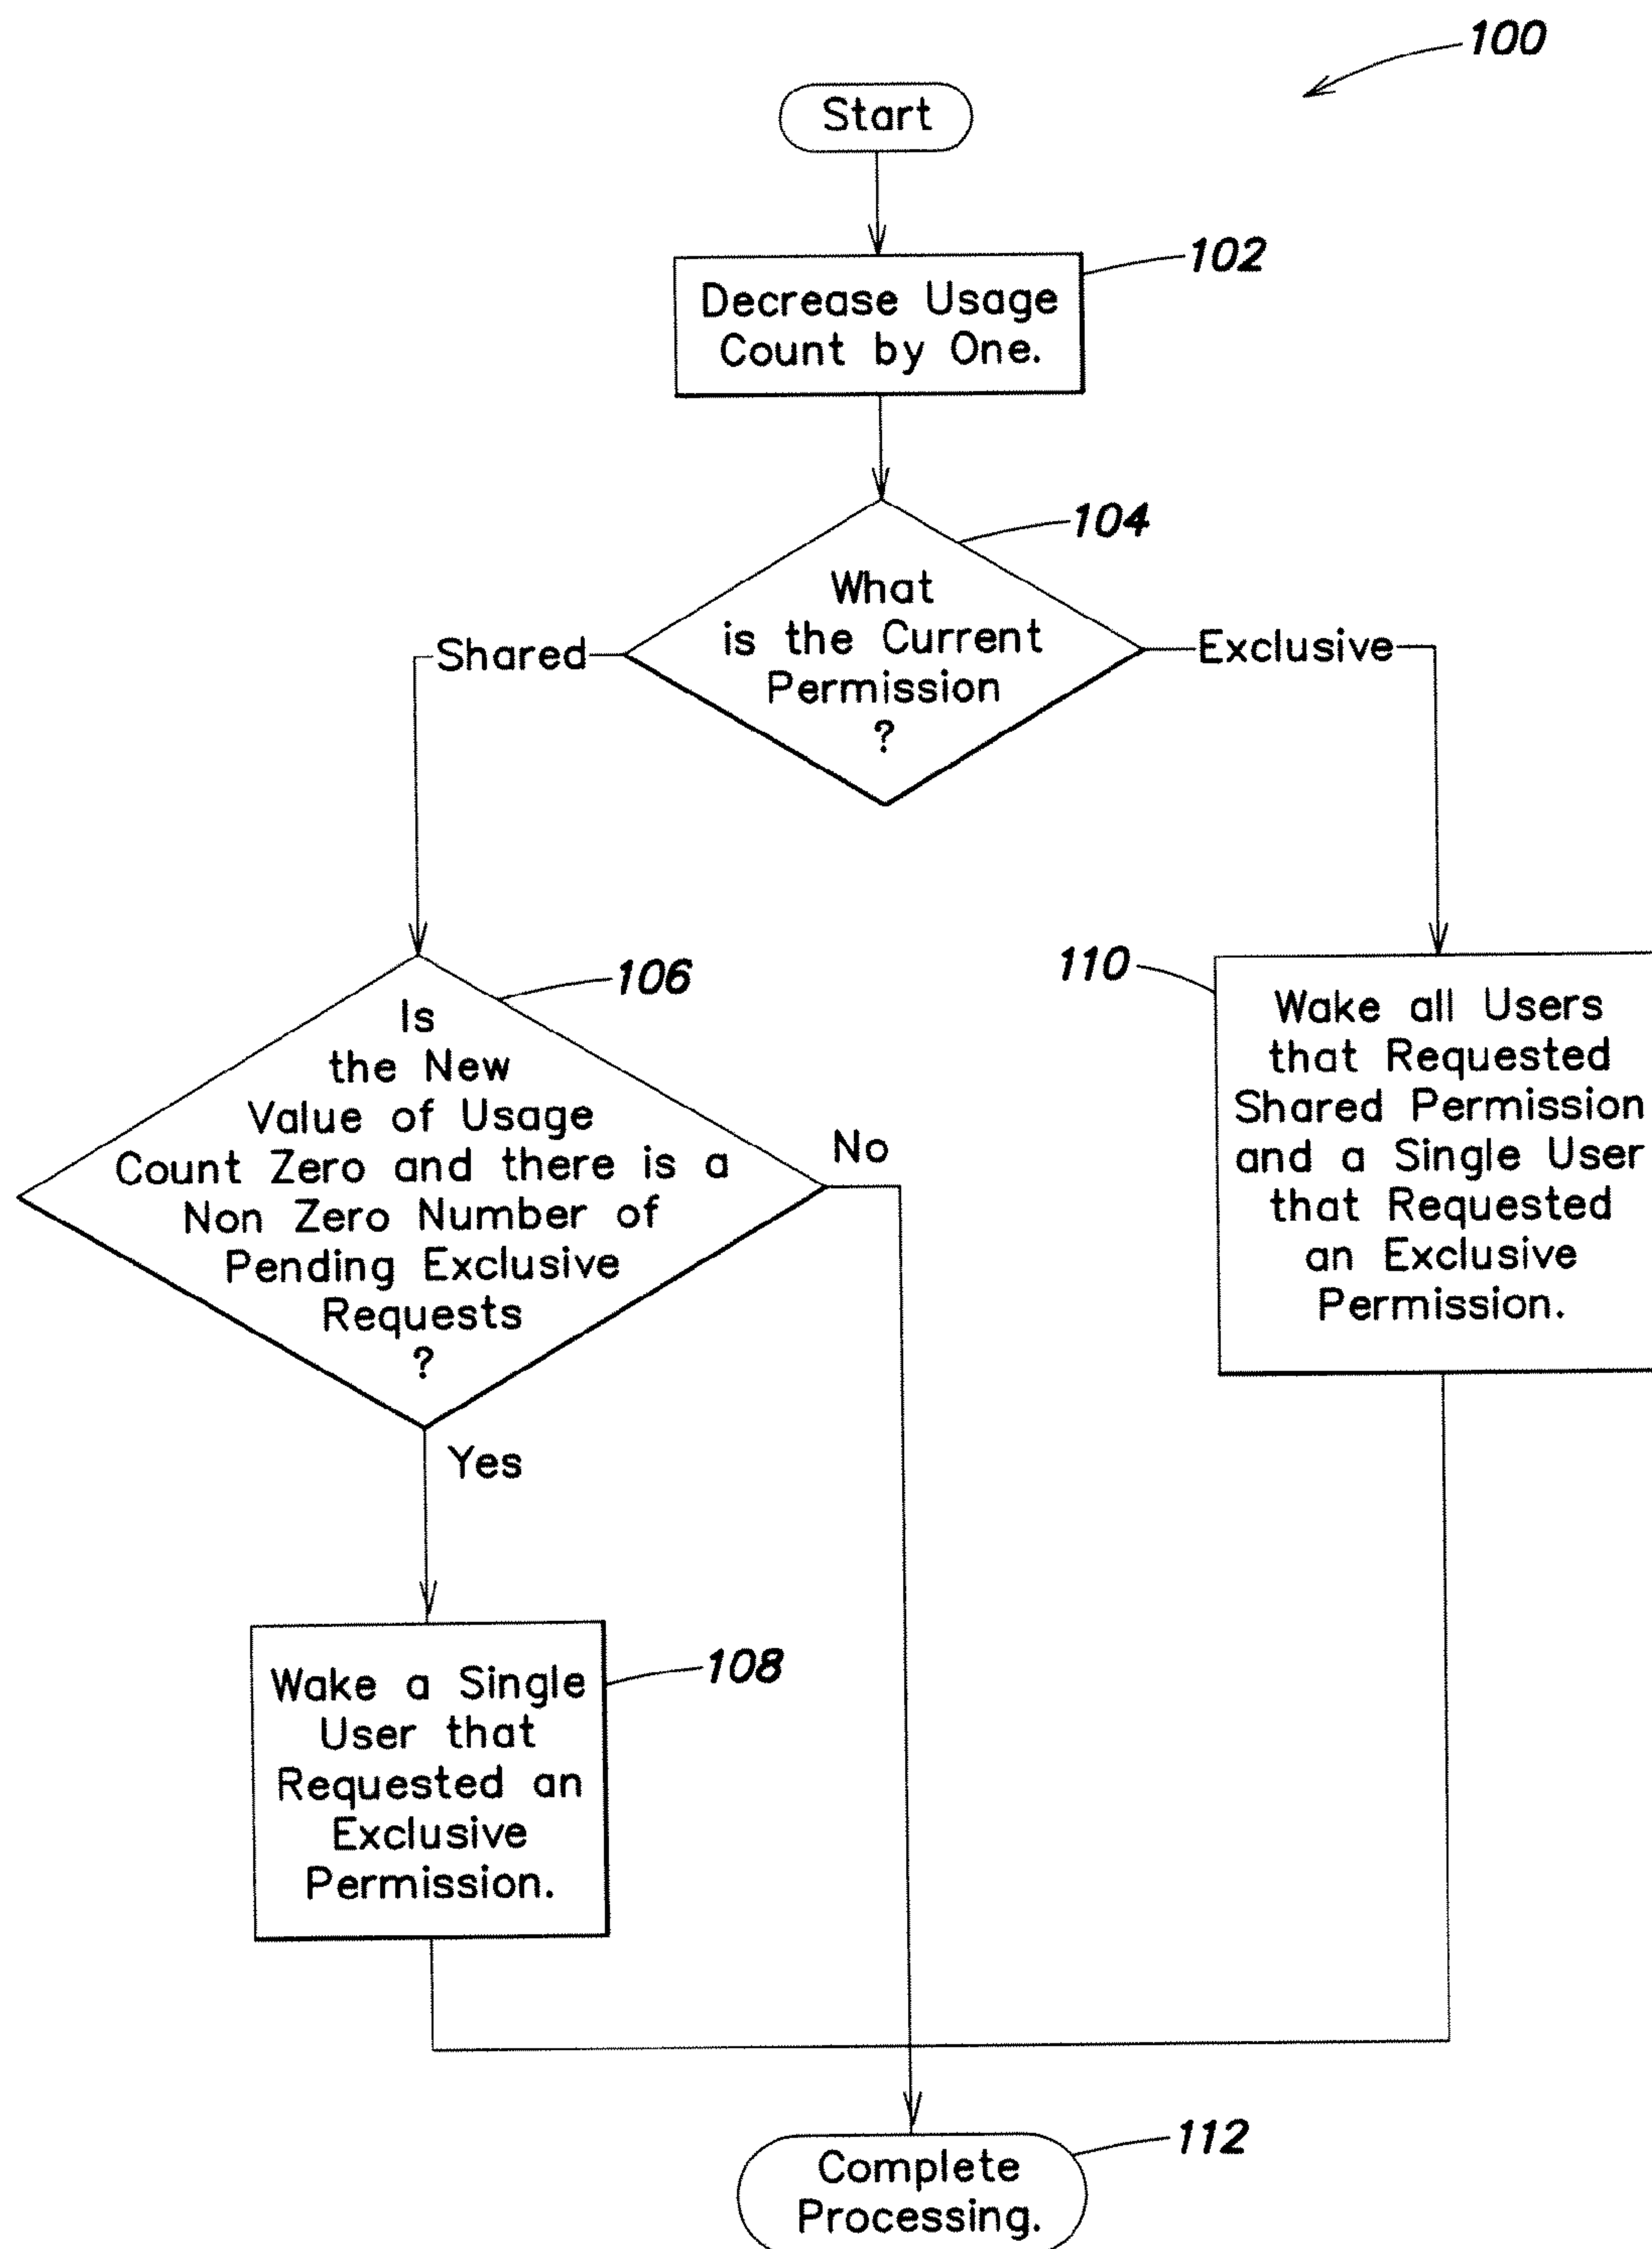 100
Start
102
Decrease Usage
Count by One.
104
What
is the Current
Permission
?
Shared
Exclusive
106
Is
the New
Value of Usage
Count Zero and there is a
Non Zero Number of
Pending Exclusive
Requests
?
No
Yes
110
Wake all Users
that Requested
Shared Permission
and a Single User
that Requested
an Exclusive
Permission.
108
Wake a Single
User that
Requested an
Exclusive
Permission.
112
Complete
Processing.